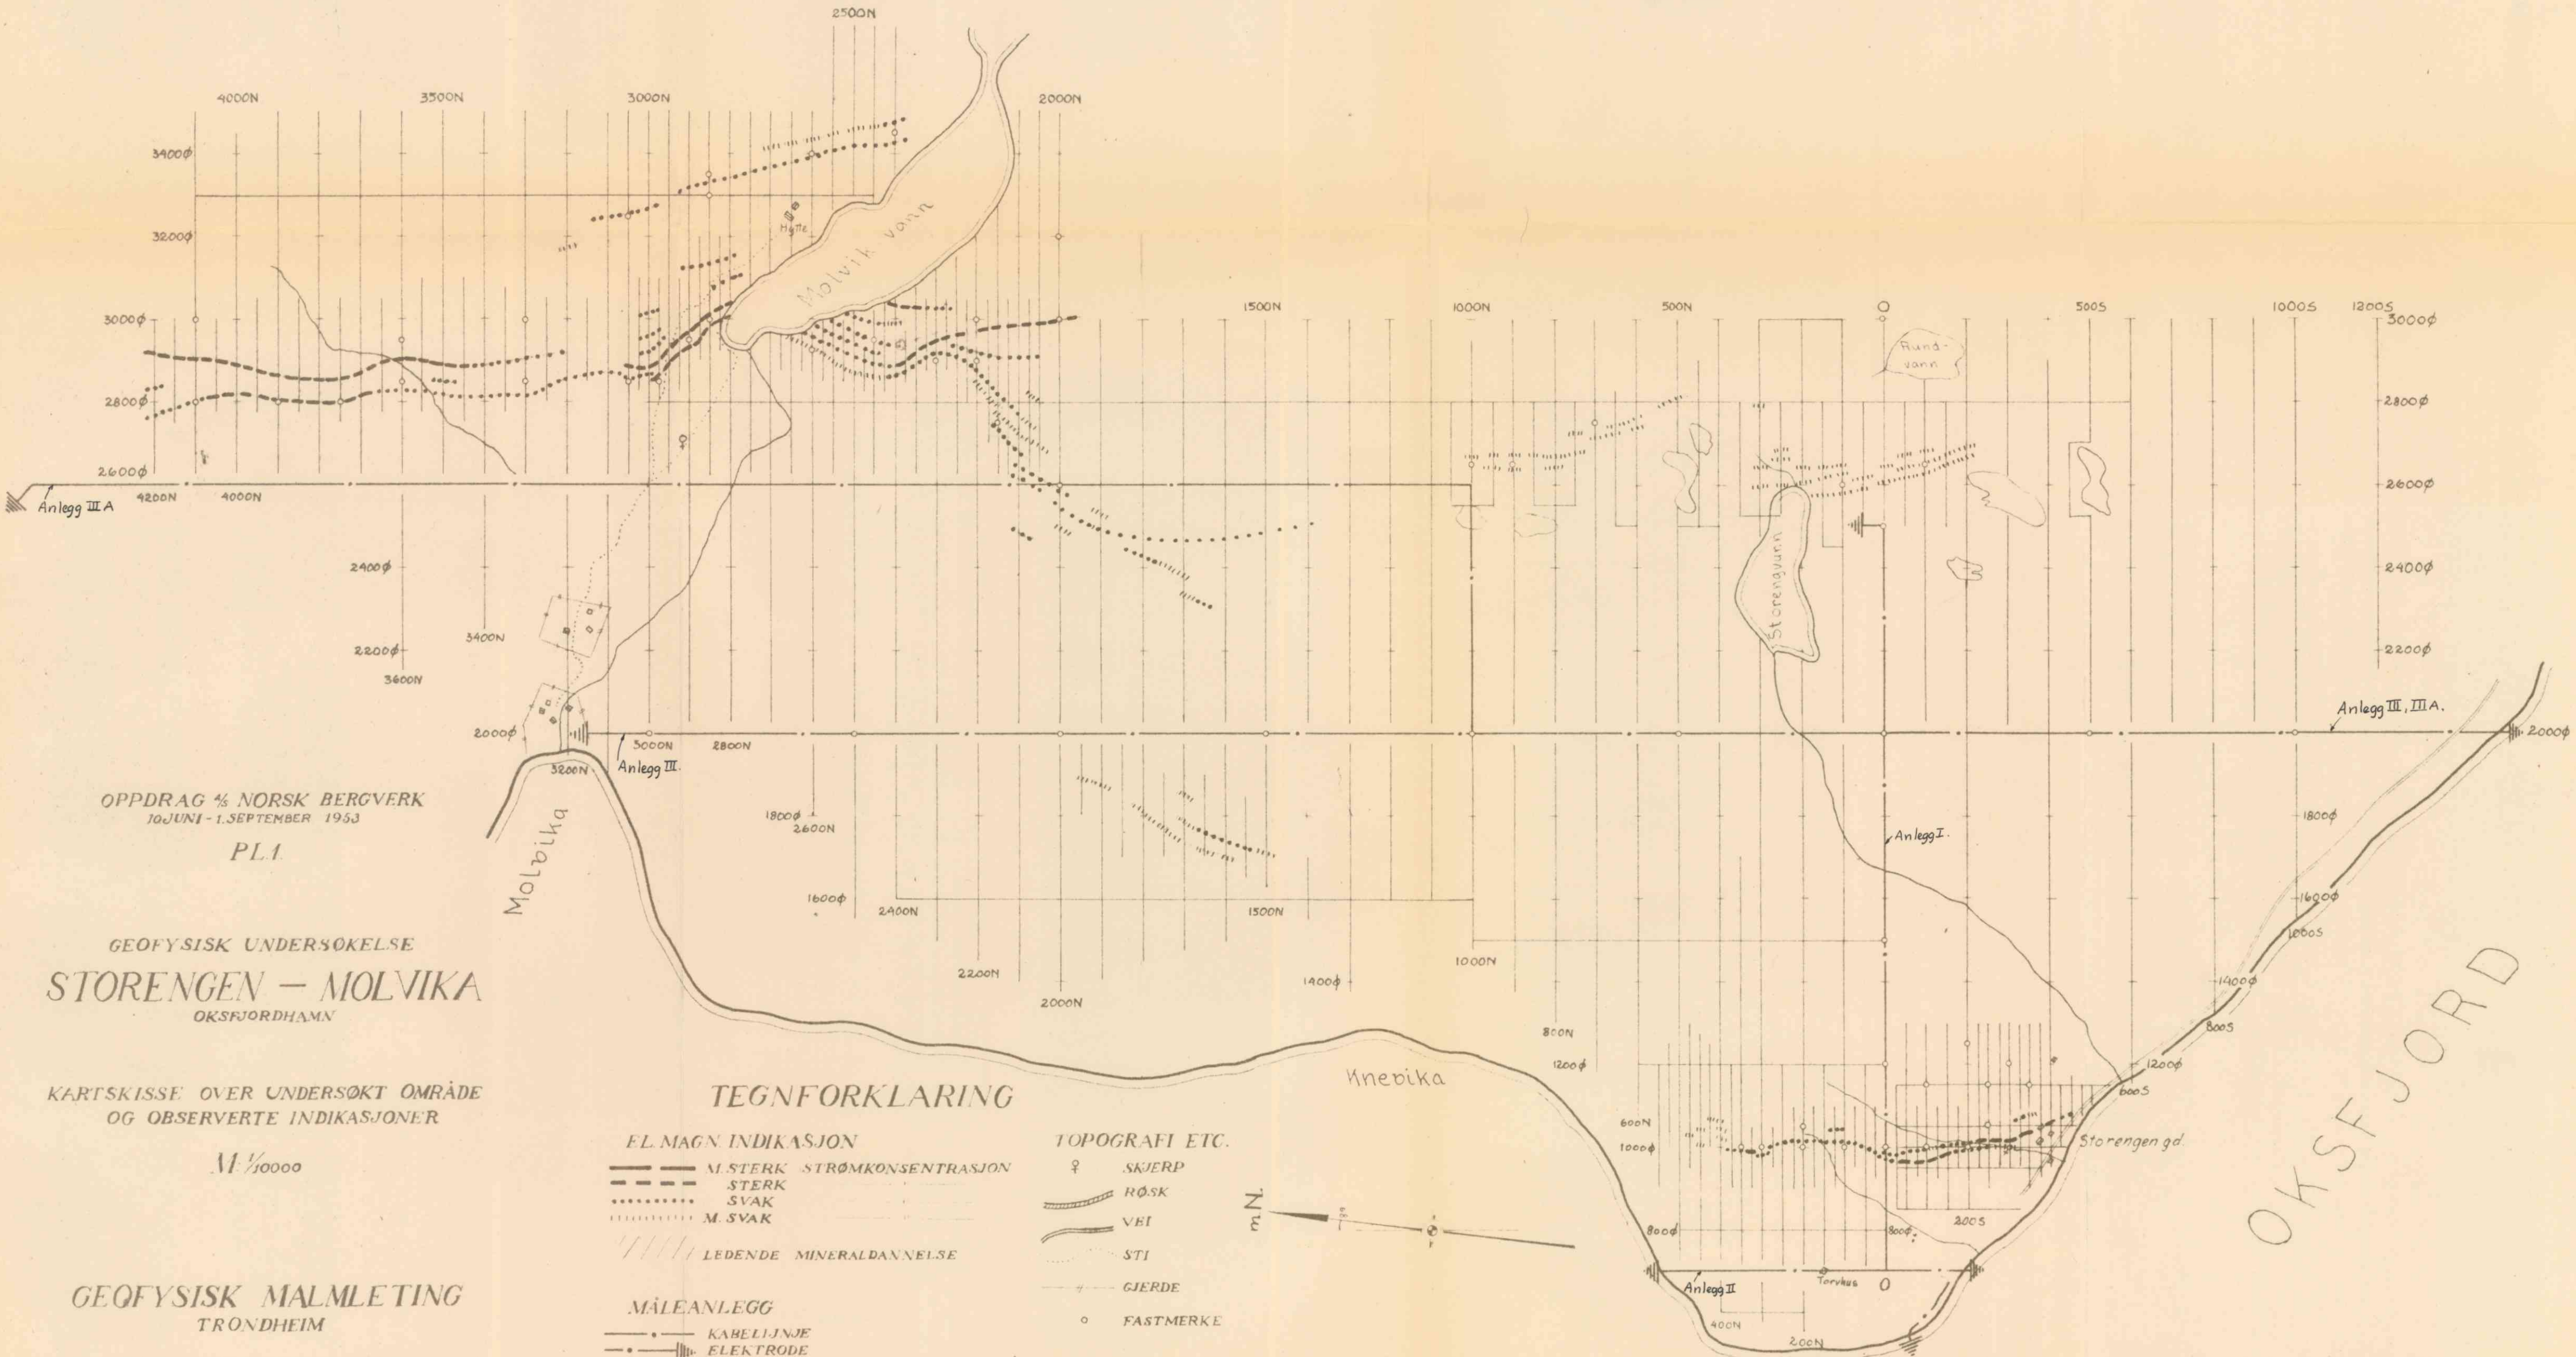 2500N
4000N
3500N
3000N
2000N
3400ϕ
3200ϕ
Hytte
Molvik vann
3000ϕ
1500N
1000N
500N
O
500S
1000S
1200S
3000ϕ
Rund-
vann
2800ϕ
2800ϕ
2600ϕ
4200N
4000N
2600ϕ
Anlegg III A
Storengvann
2400ϕ
2400ϕ
3400N
2200ϕ
2200ϕ
3600N
Anlegg III, III A.
2000ϕ
3000N
2800N
2000ϕ
3200N
Anlegg III.
OPPDRAG A/S NORSK BERGVERK
10.JUNI - 1.SEPTEMBER 1953
PL.1.
1800ϕ
2600N
1800ϕ
Anlegg I.
Molvika
1600ϕ
2400N
1500N
1600ϕ
1000S
GEOFYSISK UNDERSØKELSE
STORENGEN — MOLVIKA
OKSFJORDHAMN
2200N
1000N
1400ϕ
1400ϕ
2000N
800N
800S
1200ϕ
1200ϕ
Knevika
600S
OKSFJORD
KARTSKISSE OVER UNDERSØKT OMRÅDE
OG OBSERVERTE INDIKASJONER
M: 1/10000
600N
1000ϕ
Storengen gd.
TEGNFORKLARING
EL.MAGN. INDIKASJON
M.STERK STRØMKONSENTRASJON
STERK
SVAK
M. SVAK
LEDENDE MINERALDANNELSE
MÅLEANLEGG
KABELLINJE
ELEKTRODE
TOPOGRAFI ETC.
SKJERP
RØSK
VEI
STI
GJERDE
FASTMERKE
mN.
200S
800ϕ
800ϕ
Anlegg II
Torvhus
O
400N
200N
GEOFYSISK MALMLETING
TRONDHEIM